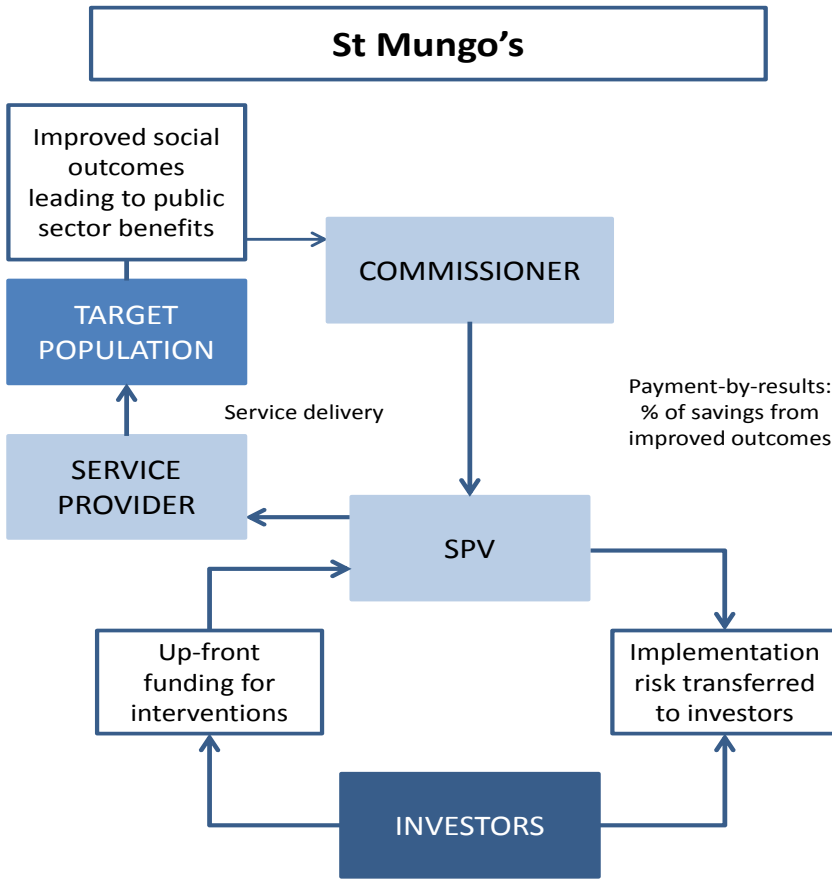 St Mungo’s
Improved social
outcomes
leading to public
sector benefits
COMMISSIONER
TARGET
POPULATION
Payment-by-results:
% of savings from
improved outcomes
Service delivery
SERVICE
PROVIDER
SPV
Up-front
funding for
interventions
Implementation
risk transferred
to investors
INVESTORS